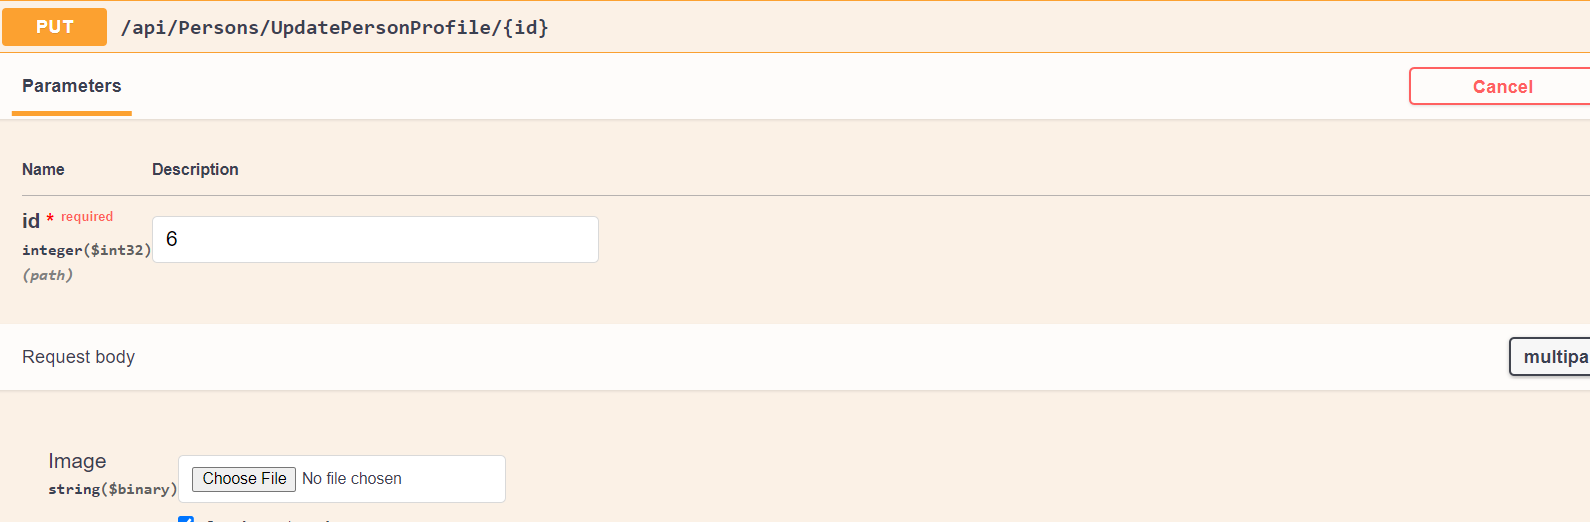 PUT /api/Persons/UpdatePersonProfile/{id}
Parameters
Cancel
Name Description
id * required
integer($int32)
(path)
6
Request body
multipa
Image
string($binary)
Choose File No file chosen